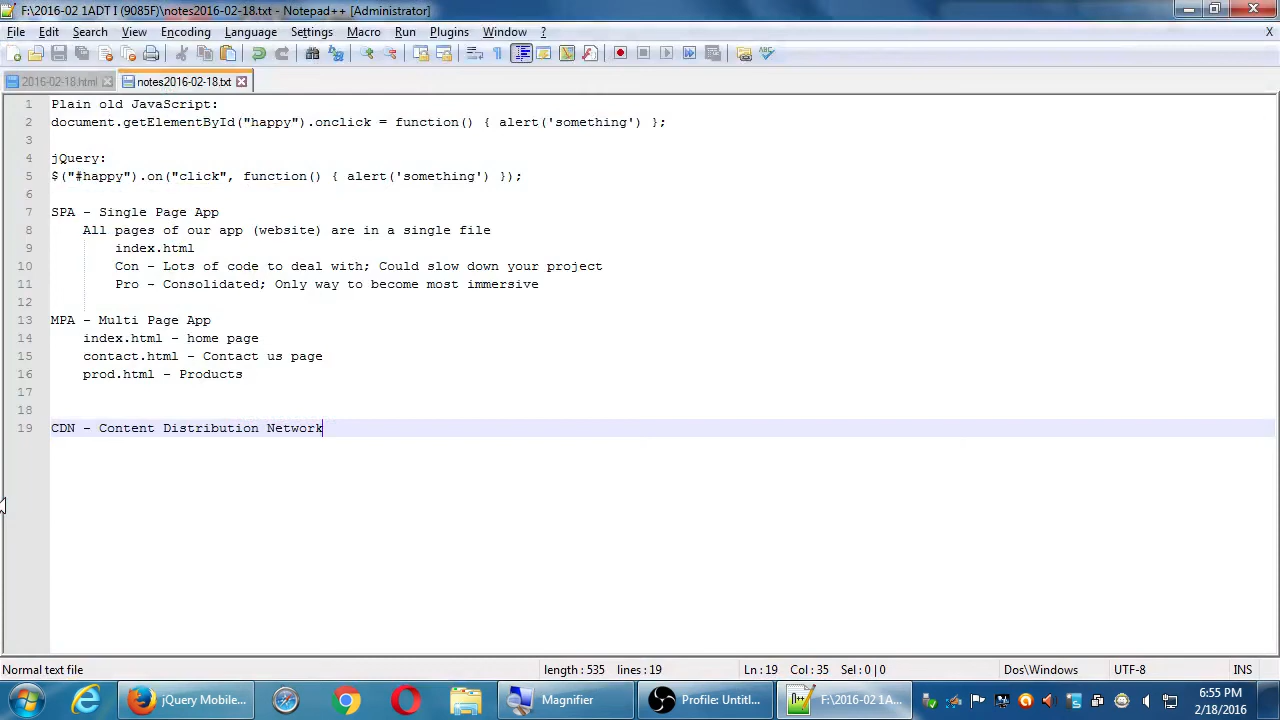 F:\2016-02 1ADT I (9085F)\notes2016-02-18.txt - Notepad++ [Administrator]
File Edit Search View Encoding Language Settings Macro Run Plugins Window ? X
2016-02-18.html notes2016-02-18.txt
1 Plain old JavaScript:
2 document.getElementById("happy").onclick = function() { alert('something') };
3
4 jQuery:
5 $("#happy").on("click", function() { alert('something') });
6
7 SPA - Single Page App
8 All pages of our app (website) are in a single file
9 index.html
10 Con - Lots of code to deal with; Could slow down your project
11 Pro - Consolidated; Only way to become most immersive
12
13 MPA - Multi Page App
14 index.html - home page
15 contact.html - Contact us page
16 prod.html - Products
17
18
19 CDN - Content Distribution Network
Normal text file length : 535 lines : 19 Ln : 19 Col : 35 Sel : 0 | 0 Dos\Windows UTF-8 INS
jQuery Mobile... Magnifier Profile: Untitl... F:\2016-02 1A... 6:55 PM
2/18/2016